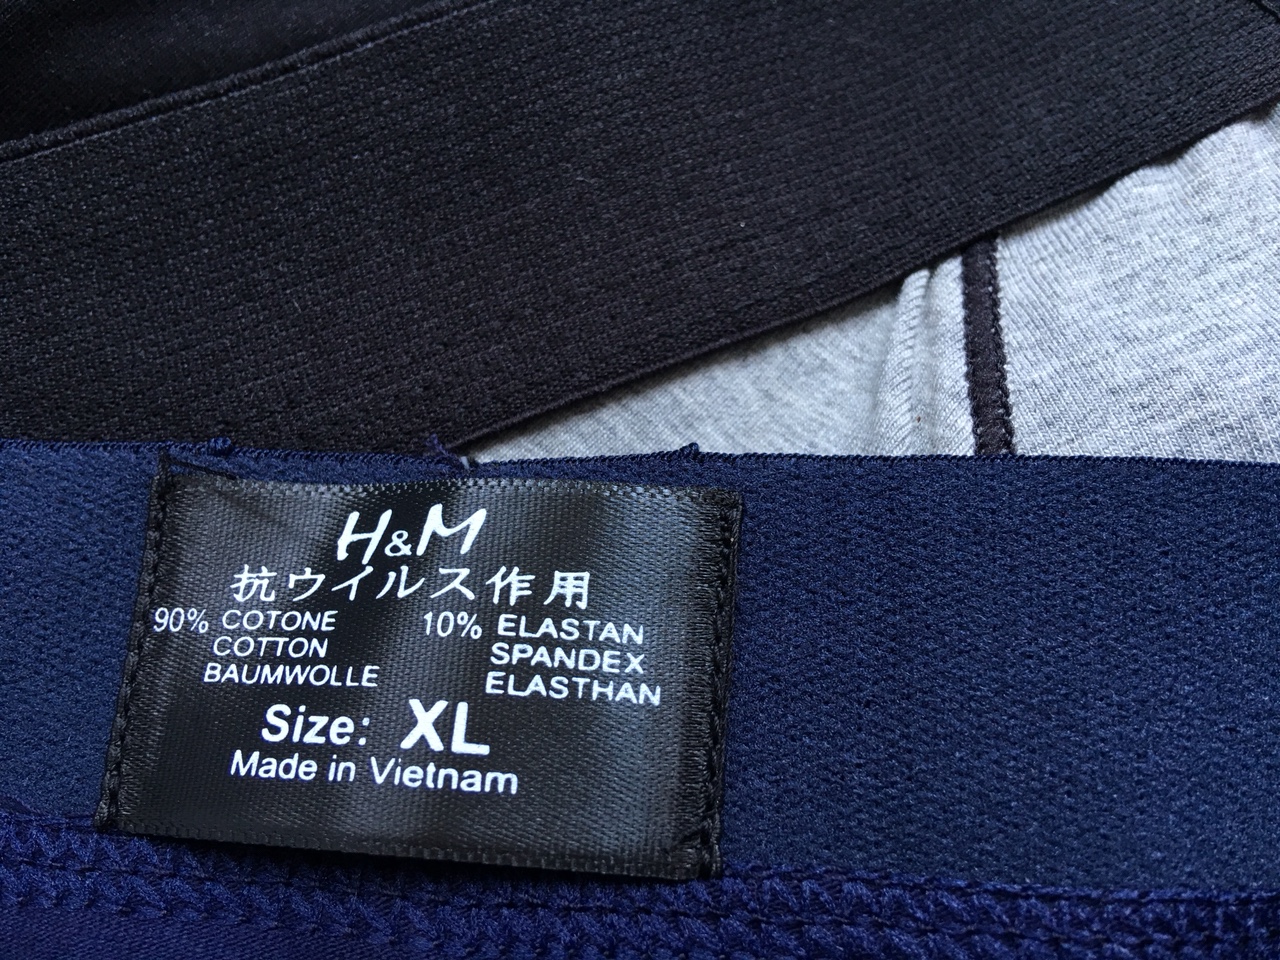 H&M
抗ウイルス作用
90% COTONE 10% ELASTAN
COTTON SPANDEX
BAUMWOLLE ELASTHAN
Size: XL
Made in Vietnam